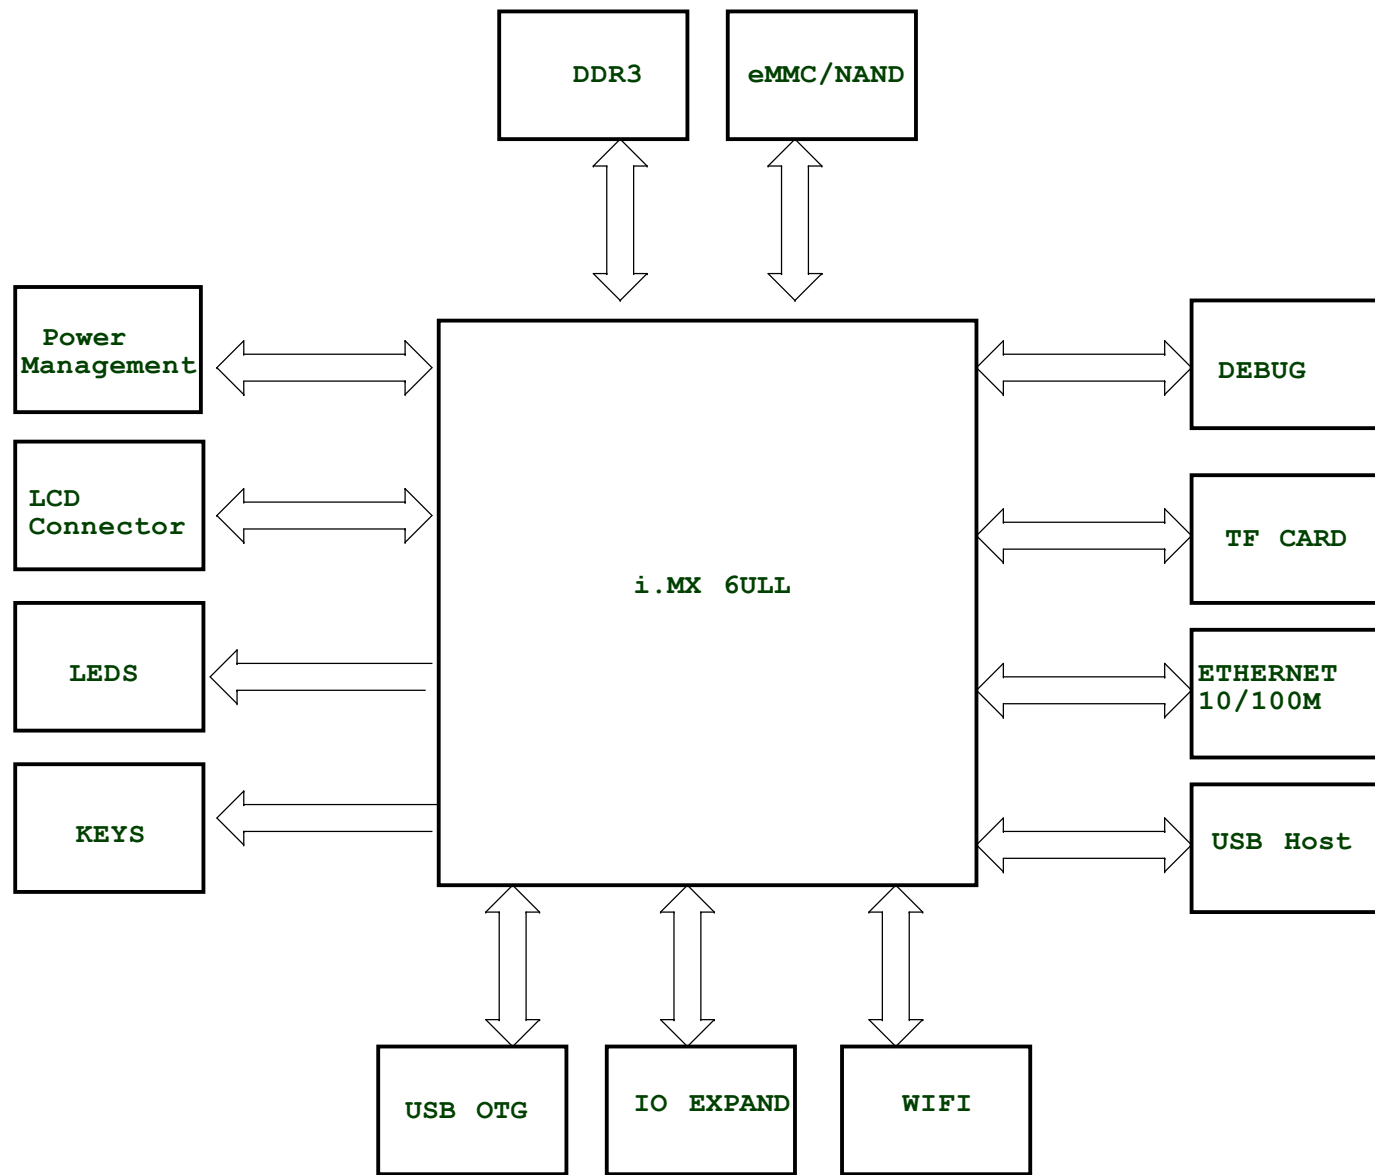 DDR3
eMMC/NAND
Power
Management
DEBUG
LCD
Connector
TF CARD
i.MX 6ULL
LEDS
ETHERNET
10/100M
KEYS
USB Host
USB OTG
IO EXPAND
WIFI